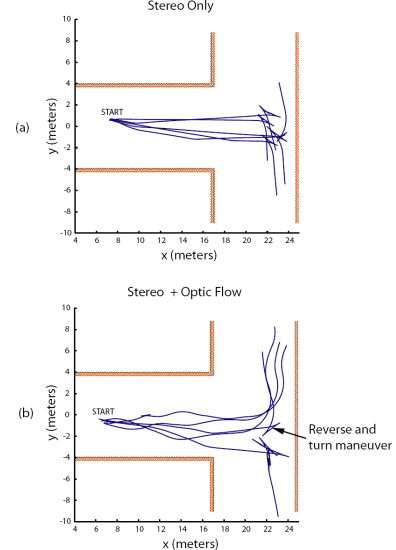 Stereo Only
(a)
y (meters)
10
8
6
4
2
0
-2
-4
-6
-8
-10
START
4 6 8 10 12 14 16 18 20 22 24
x (meters)
Stereo + Optic Flow
(b)
y (meters)
10
8
6
4
2
0
-2
-4
-6
-8
-10
START
Reverse and
turn maneuver
4 6 8 10 12 14 16 18 20 22 24
x (meters)